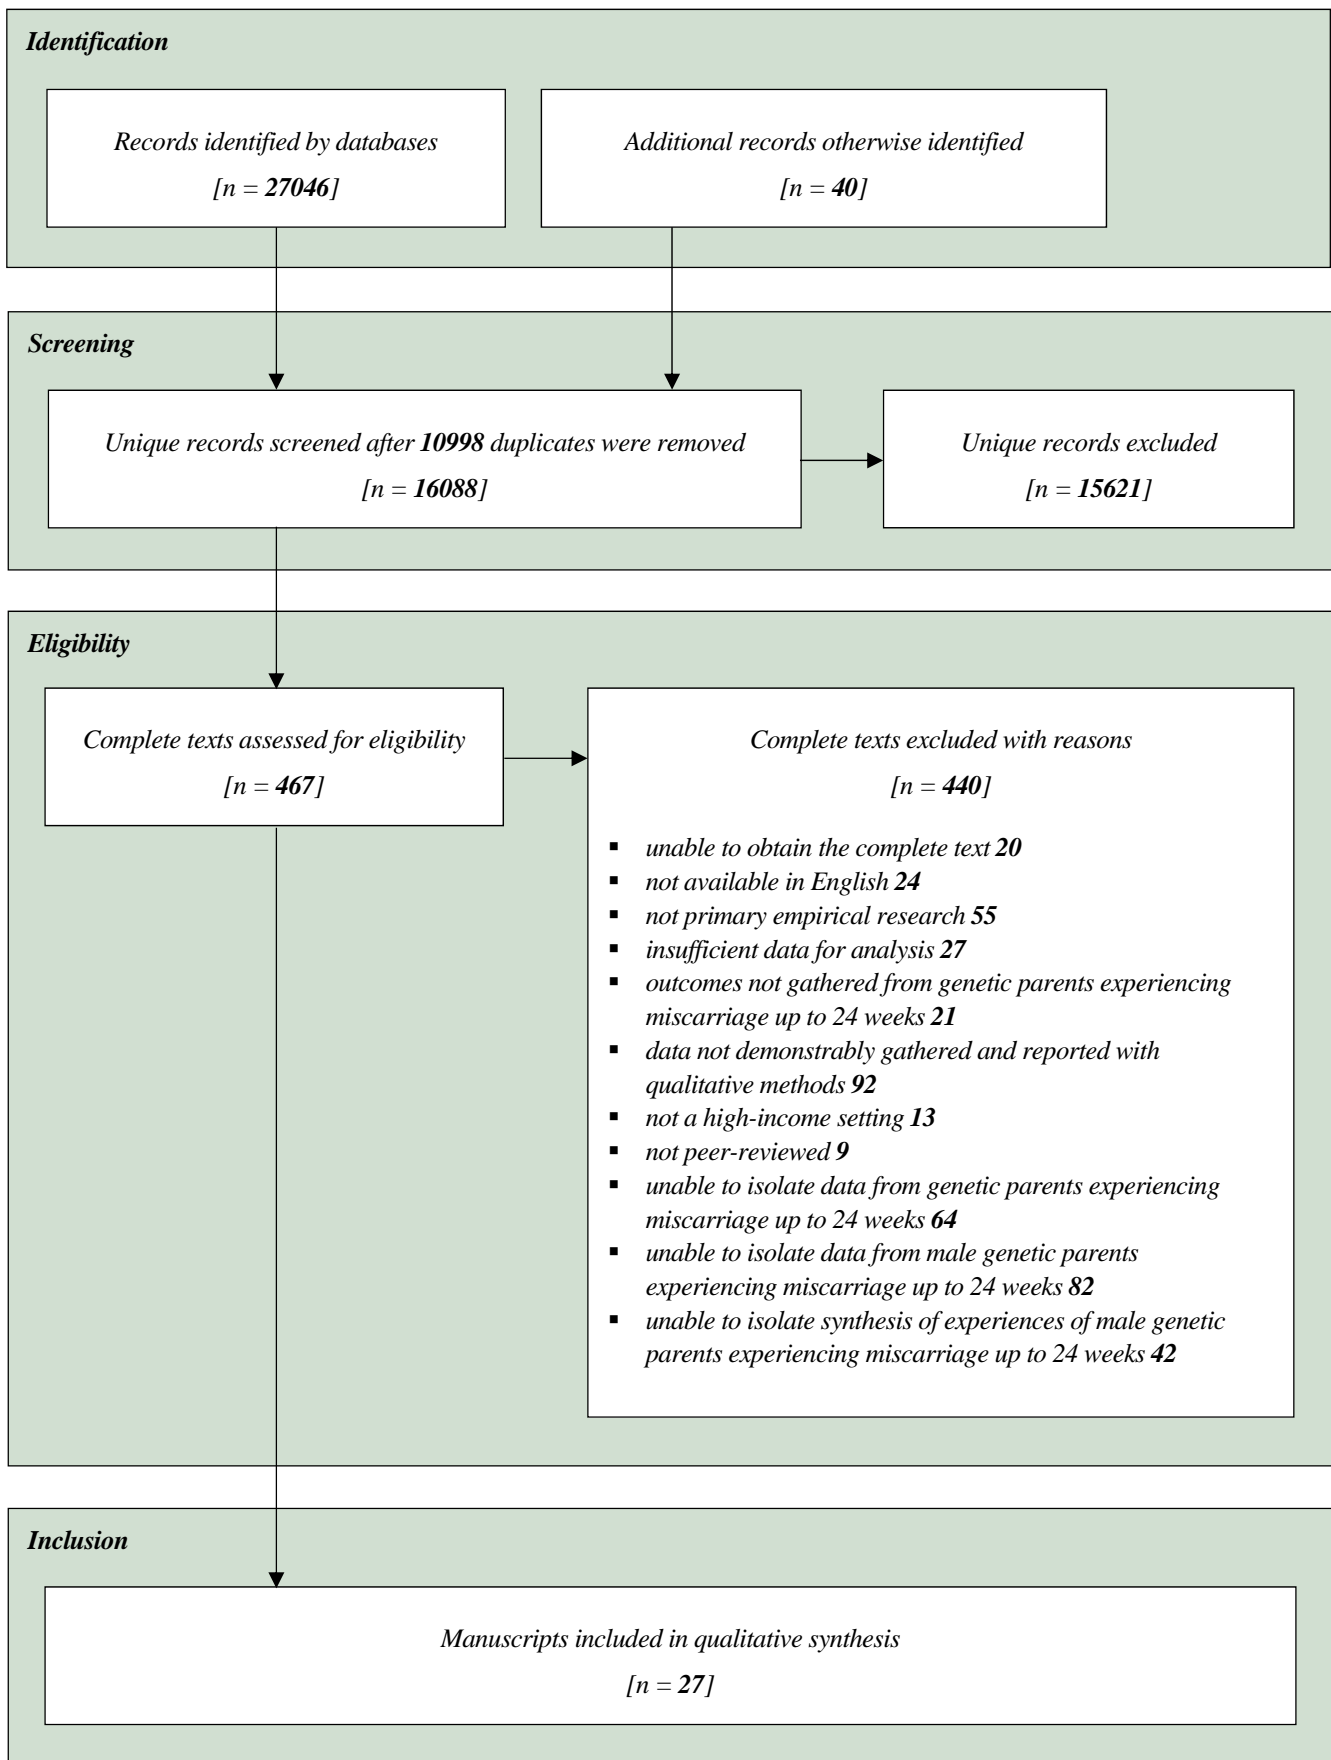 Identification
Records identified by databases
[n = 27046]
Additional records otherwise identified
[n = 40]
Screening
Unique records screened after 10998 duplicates were removed
[n = 16088]
Unique records excluded
[n = 15621]
Eligibility
Complete texts assessed for eligibility
[n = 467]
Complete texts excluded with reasons
[n = 440]
▪ unable to obtain the complete text 20
▪ not available in English 24
▪ not primary empirical research 55
▪ insufficient data for analysis 27
▪ outcomes not gathered from genetic parents experiencing
miscarriage up to 24 weeks 21
▪ data not demonstrably gathered and reported with
qualitative methods 92
▪ not a high-income setting 13
▪ not peer-reviewed 9
▪ unable to isolate data from genetic parents experiencing
miscarriage up to 24 weeks 64
▪ unable to isolate data from male genetic parents
experiencing miscarriage up to 24 weeks 82
▪ unable to isolate synthesis of experiences of male genetic
parents experiencing miscarriage up to 24 weeks 42
Inclusion
Manuscripts included in qualitative synthesis
[n = 27]